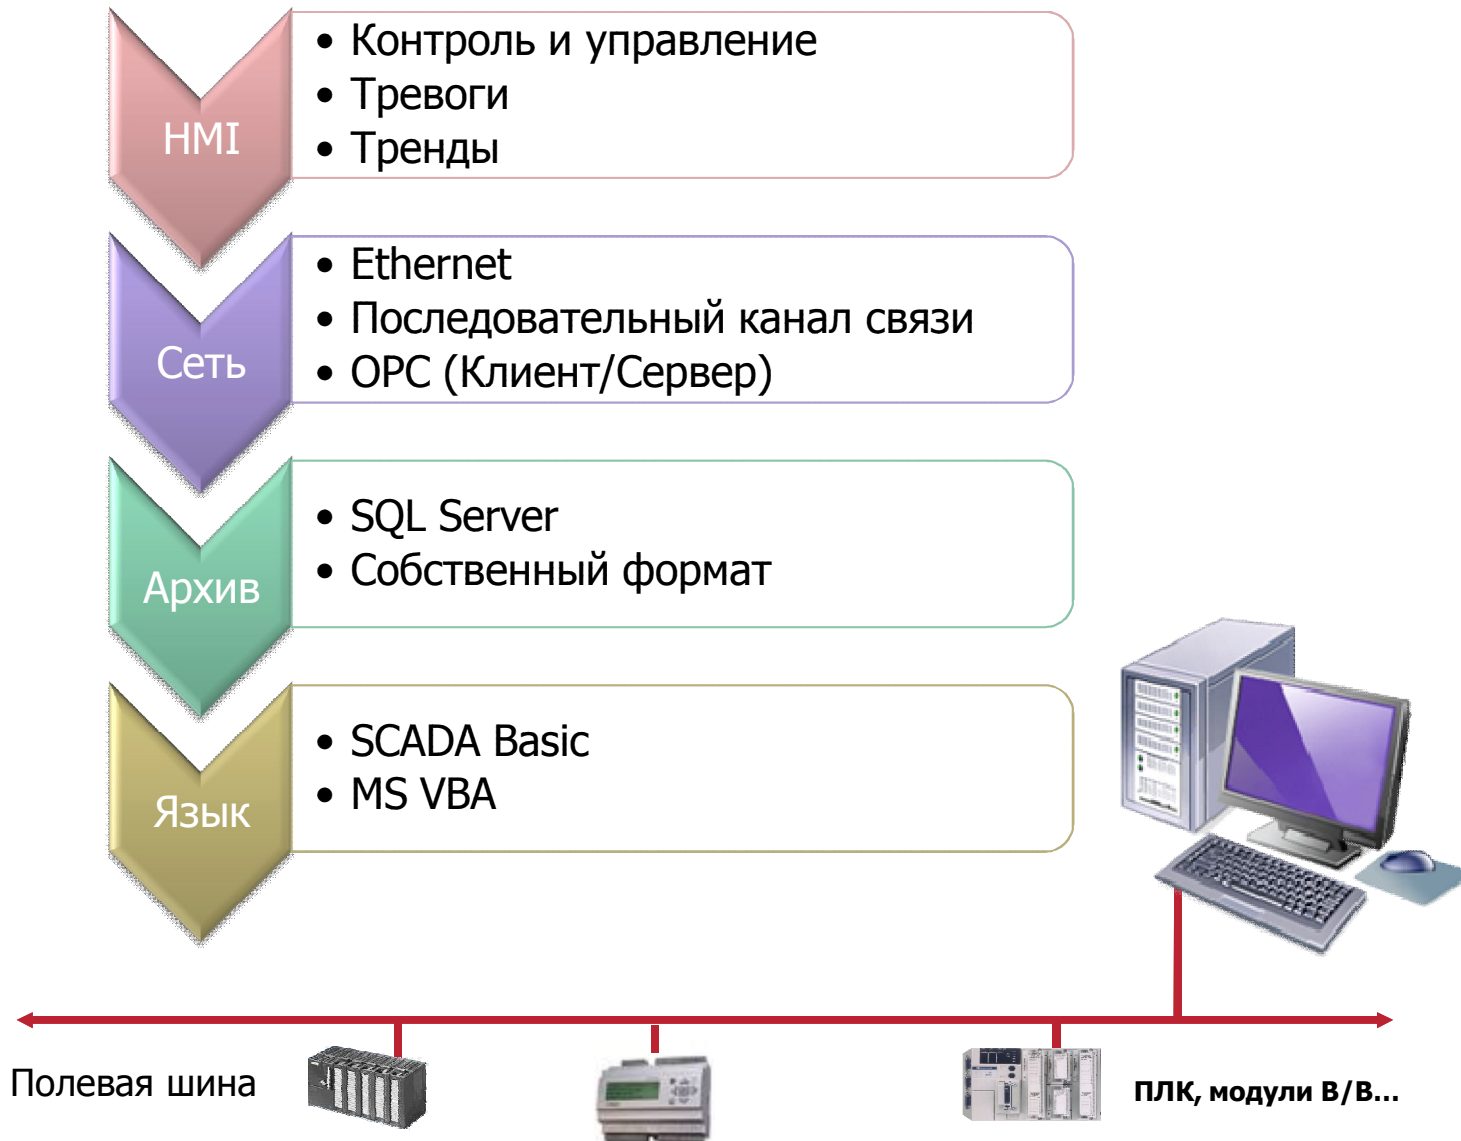 HMI
• Контроль и управление
• Тревоги
• Тренды
Сеть
• Ethernet
• Последовательный канал связи
• OPC (Клиент/Сервер)
Архив
• SQL Server
• Собственный формат
Язык
• SCADA Basic
• MS VBA
Полевая шина
ПЛК, модули В/В...